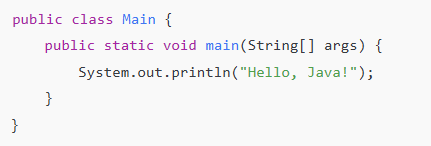 public class Main {
    public static void main(String[] args) {
        System.out.println("Hello, Java!");
    }
}